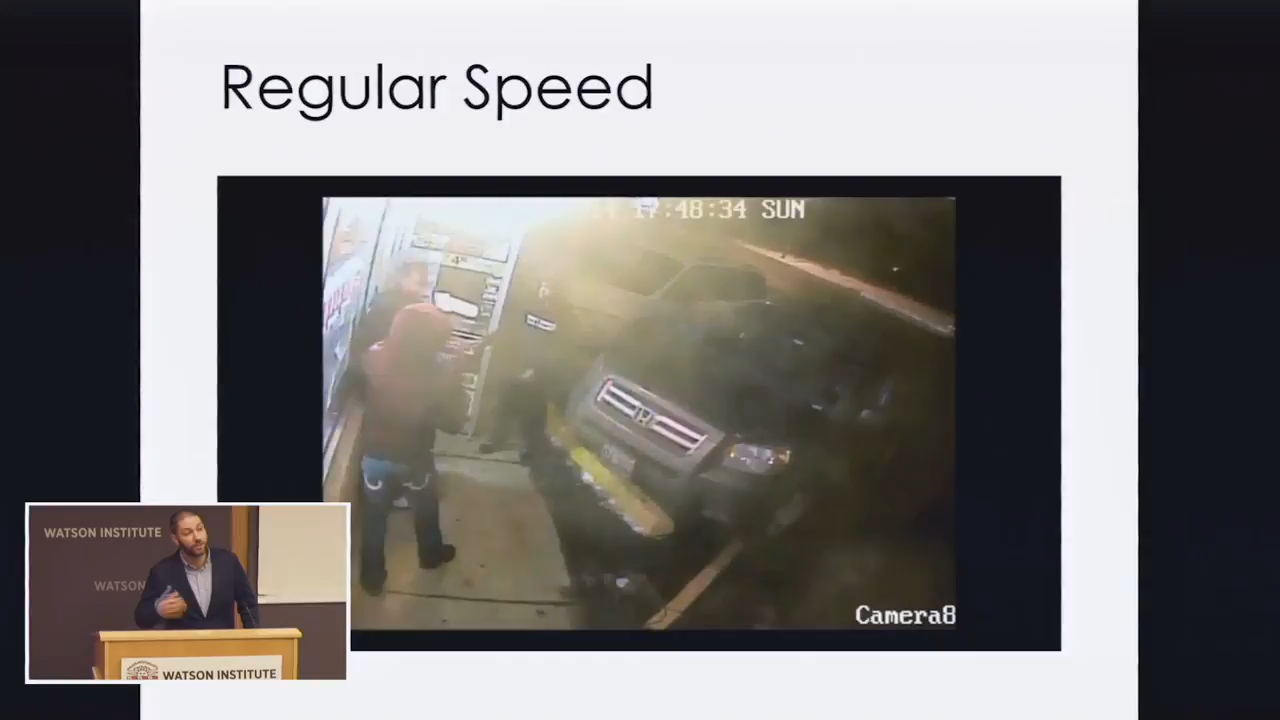 Regular Speed
17:48:34 SUN
Camera8
WATSON INSTITUTE
WATSON
WATSON INSTITUTE